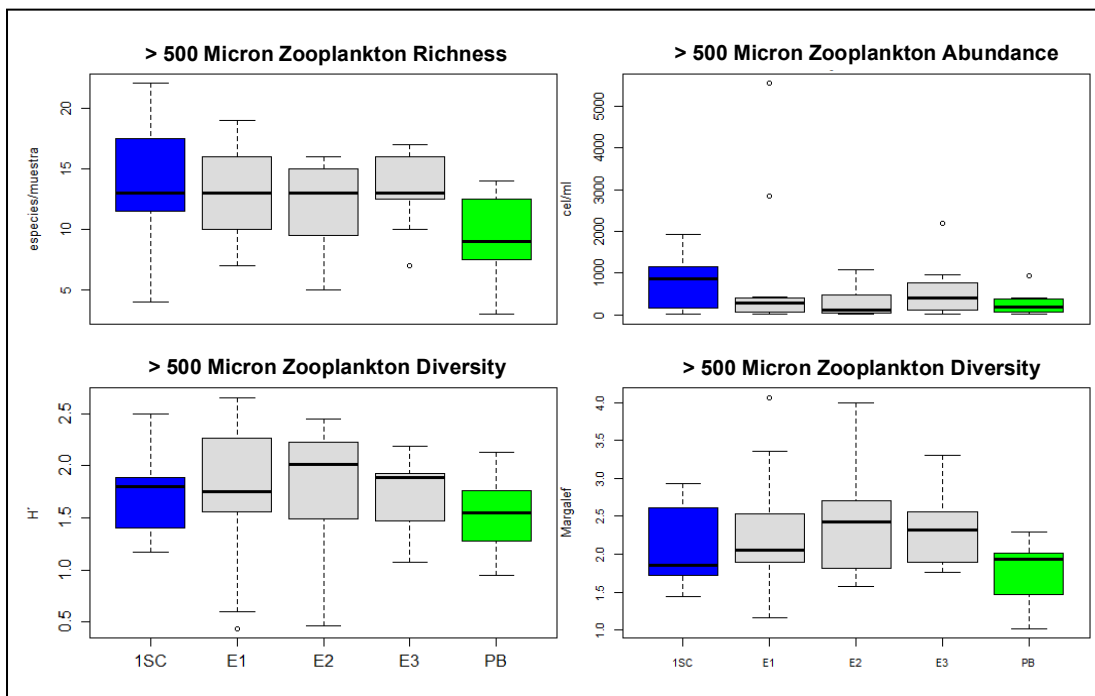 > 500 Micron Zooplankton Richness
especies/muestra
20
15
10
5
> 500 Micron Zooplankton Abundance
cel/ml
5000
4000
3000
2000
1000
0
> 500 Micron Zooplankton Diversity
H'
2.5
2.0
1.5
1.0
0.5
1SC E1 E2 E3 PB
> 500 Micron Zooplankton Diversity
Margalef
4.0
3.5
3.0
2.5
2.0
1.5
1.0
1SC E1 E2 E3 PB